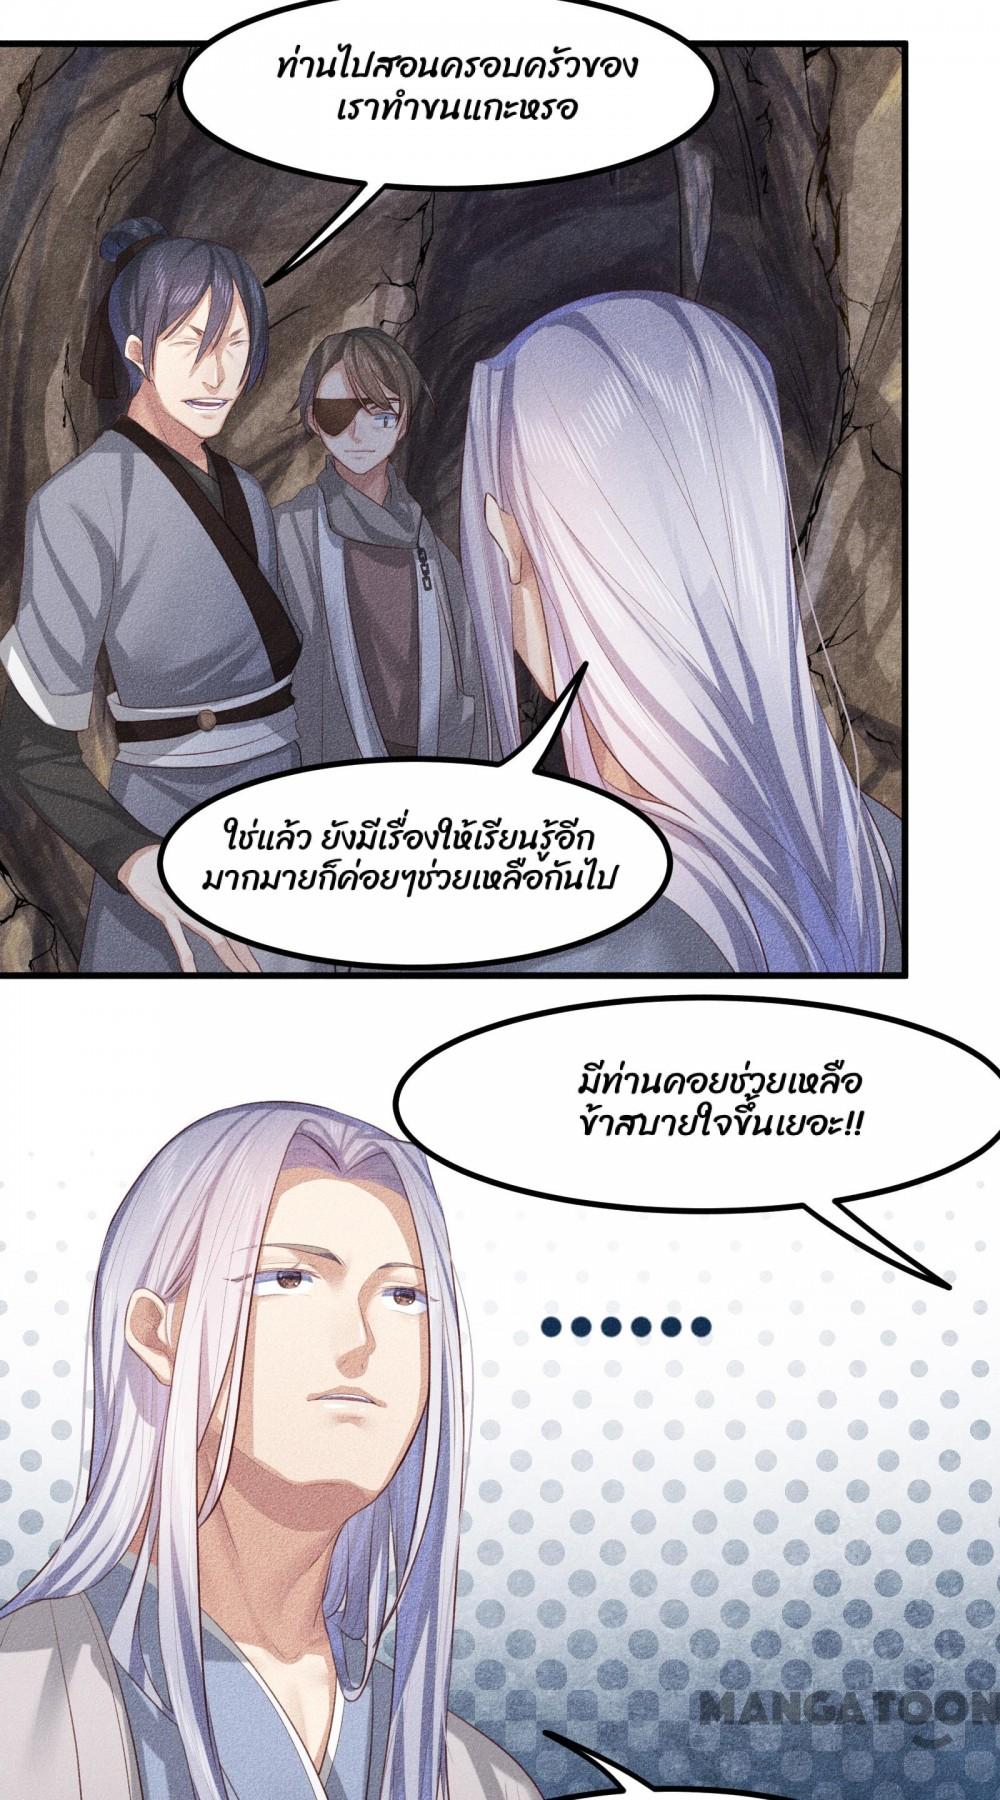 ท่านไปสอนครอบครัวของ
เราทำขนแกะหรอ
ใช่แล้ว ยังมีเรื่องให้เรียนรู้อีก
มากมายก็ค่อยๆช่วยเหลือกันไป
มีท่านคอยช่วยเหลือ
ข้าสบายใจขึ้นเยอะ!!
••••••
MANGATOON